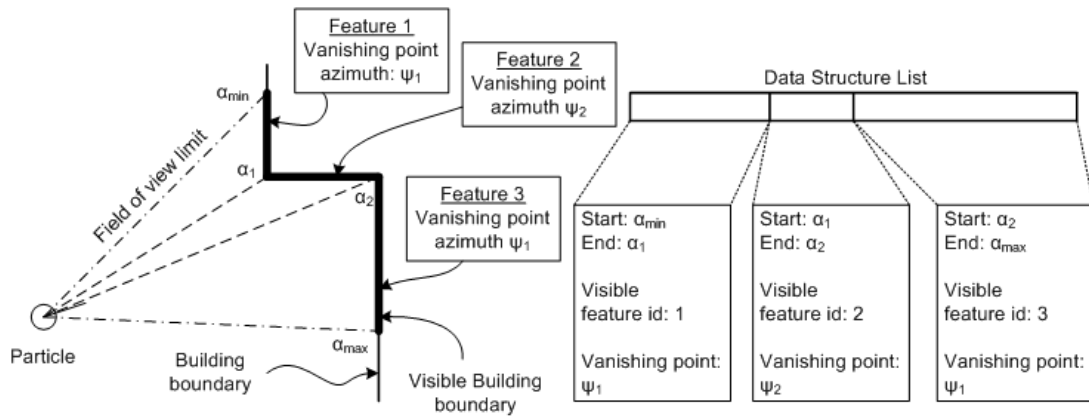 Feature 1
Vanishing point
azimuth: ψ₁
Feature 2
Vanishing point
azimuth ψ₂
αmin
Field of view limit
α₁
α₂
Feature 3
Vanishing point
azimuth ψ₁
αmax
Particle
Building
boundary
Visible Building
boundary
Data Structure List
Start: αmin
End: α₁
Visible
feature id: 1
Vanishing point:
ψ₁
Start: α₁
End: α₂
Visible
feature id: 2
Vanishing point:
ψ₂
Start: α₂
End: αmax
Visible
feature id: 3
Vanishing point:
ψ₁